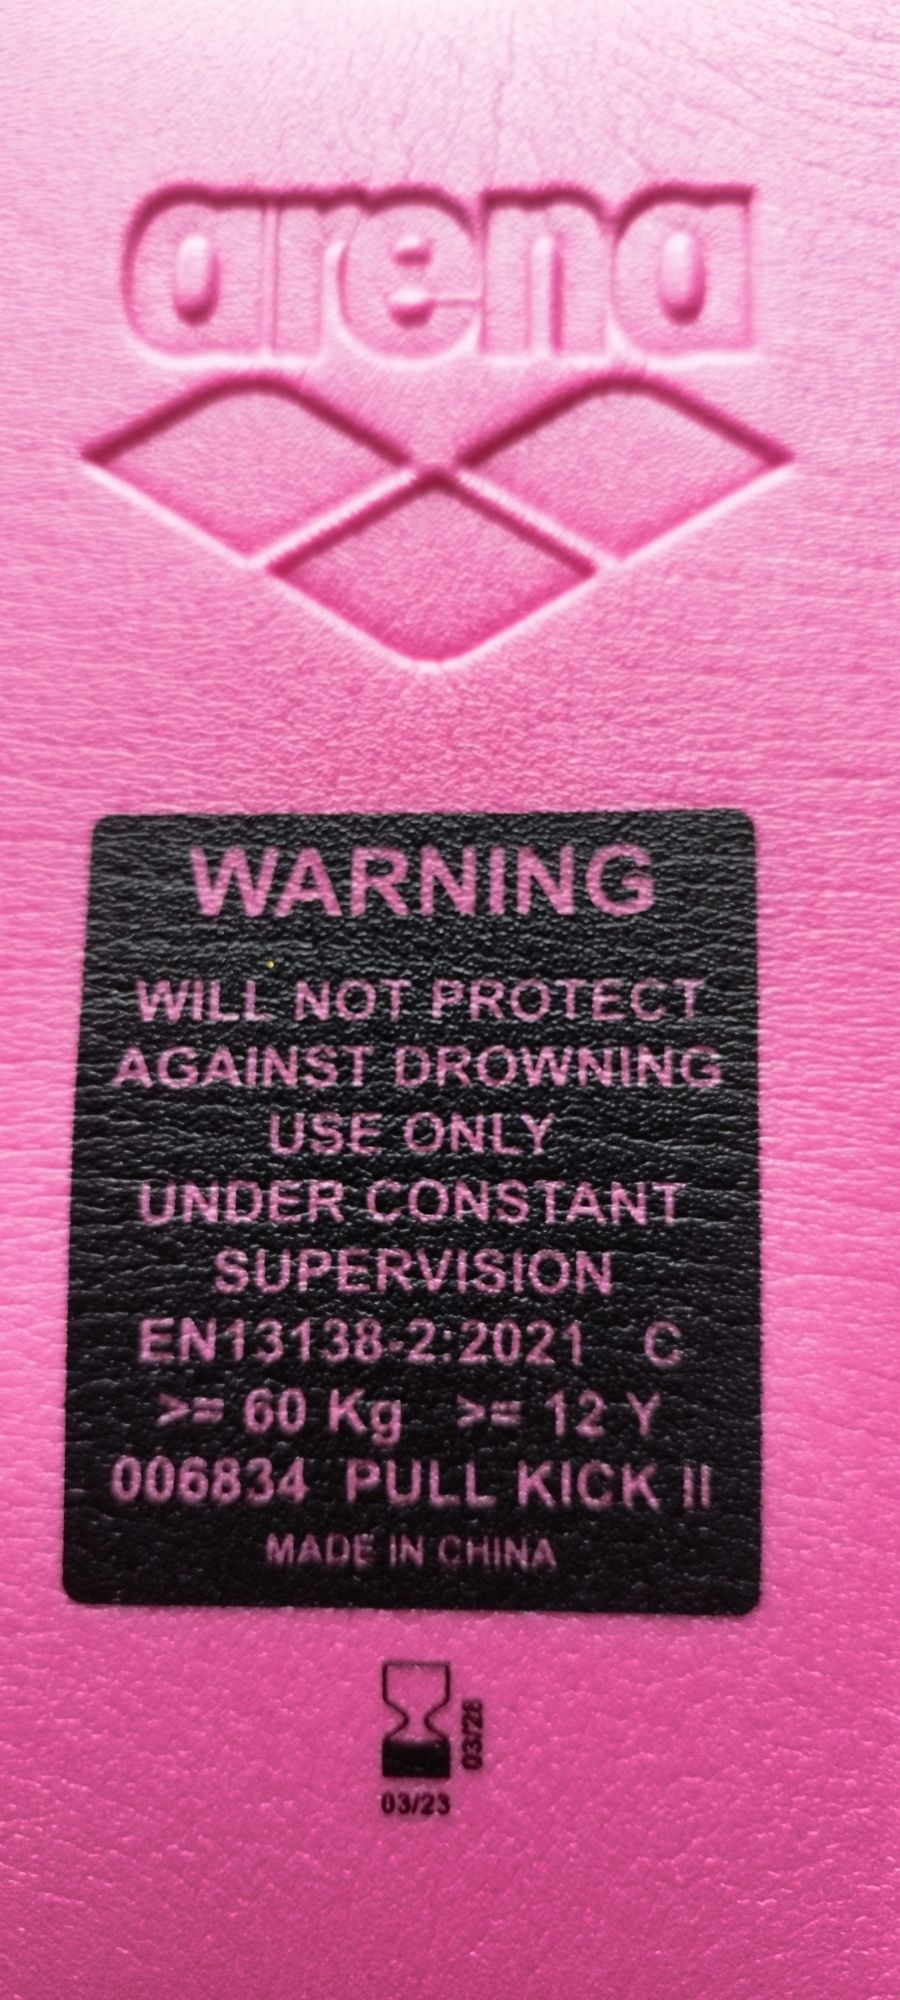 arena
WARNING
WILL NOT PROTECT
AGAINST DROWNING
USE ONLY
UNDER CONSTANT
SUPERVISION
EN13138-2:2021 C
>= 60 Kg >= 12 Y
006834 PULL KICK II
MADE IN CHINA
03/28
03/23